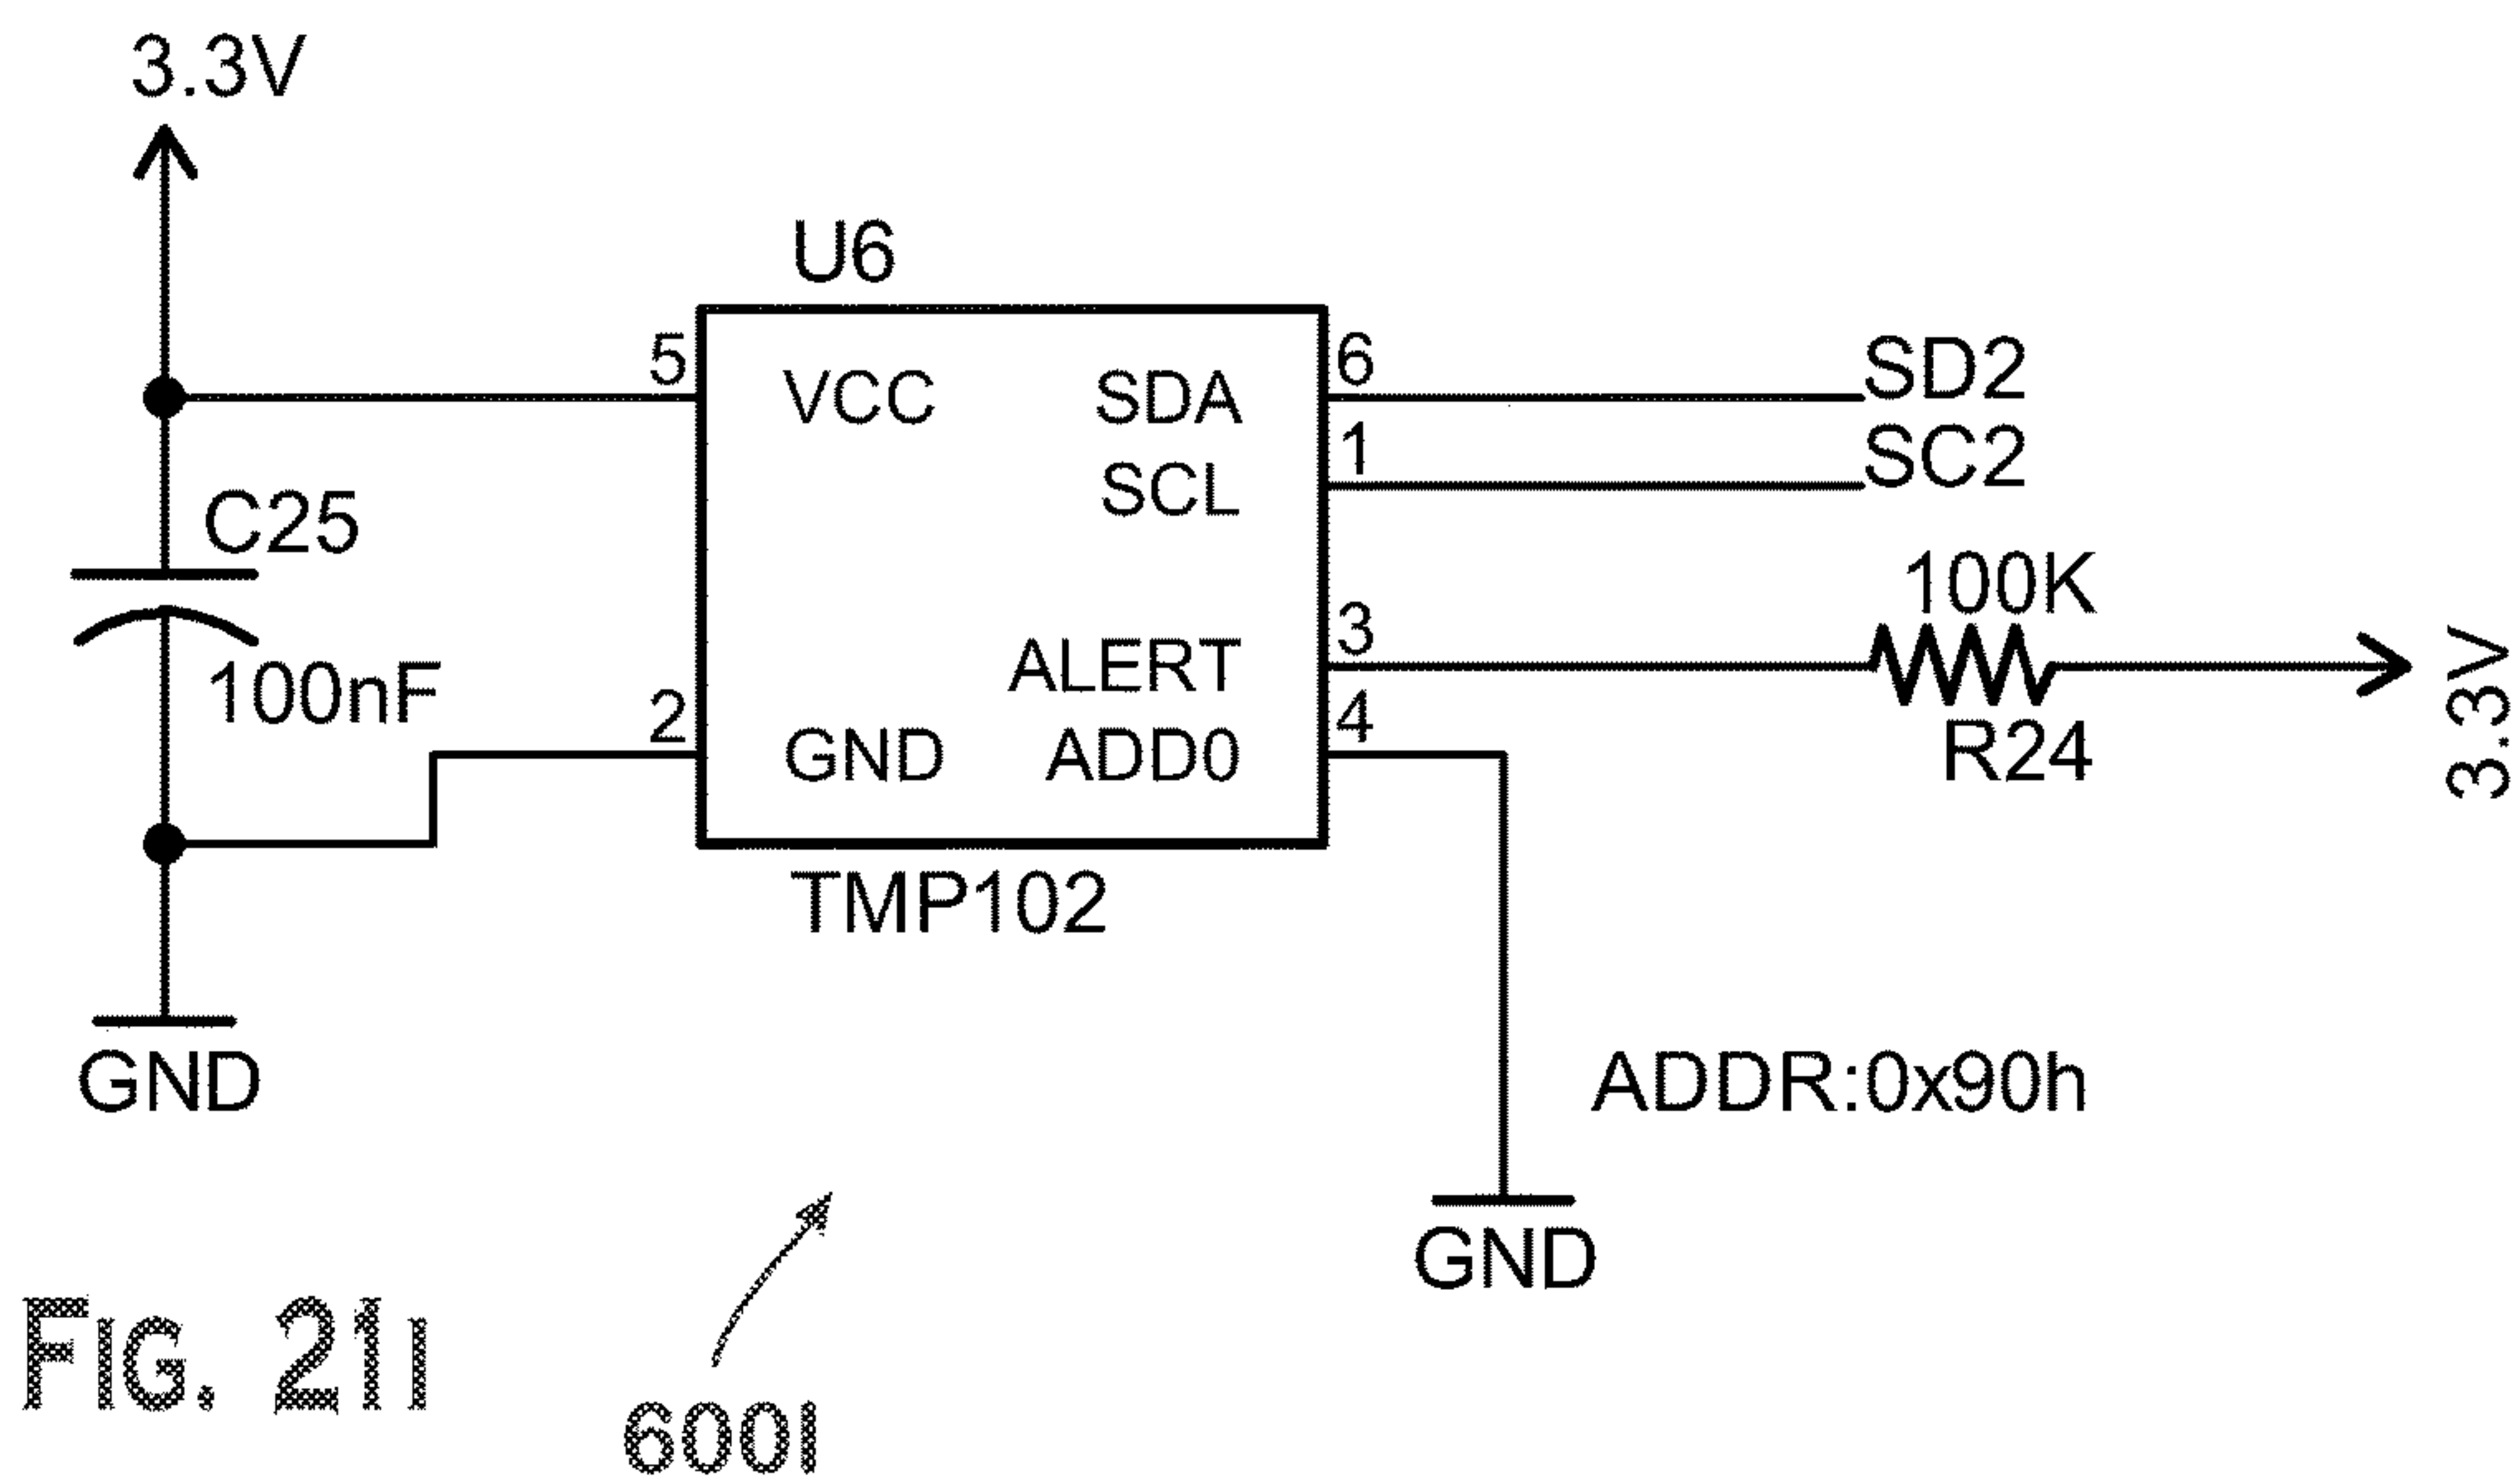 3.3V
U6
5
VCC
SDA
6
SD2
SCL
1
SC2
C25
100nF
100K
ALERT
3
R24
3.3V
2
GND
ADD0
4
TMP102
GND
ADDR:0x90h
GND
FIG. 21I
600I